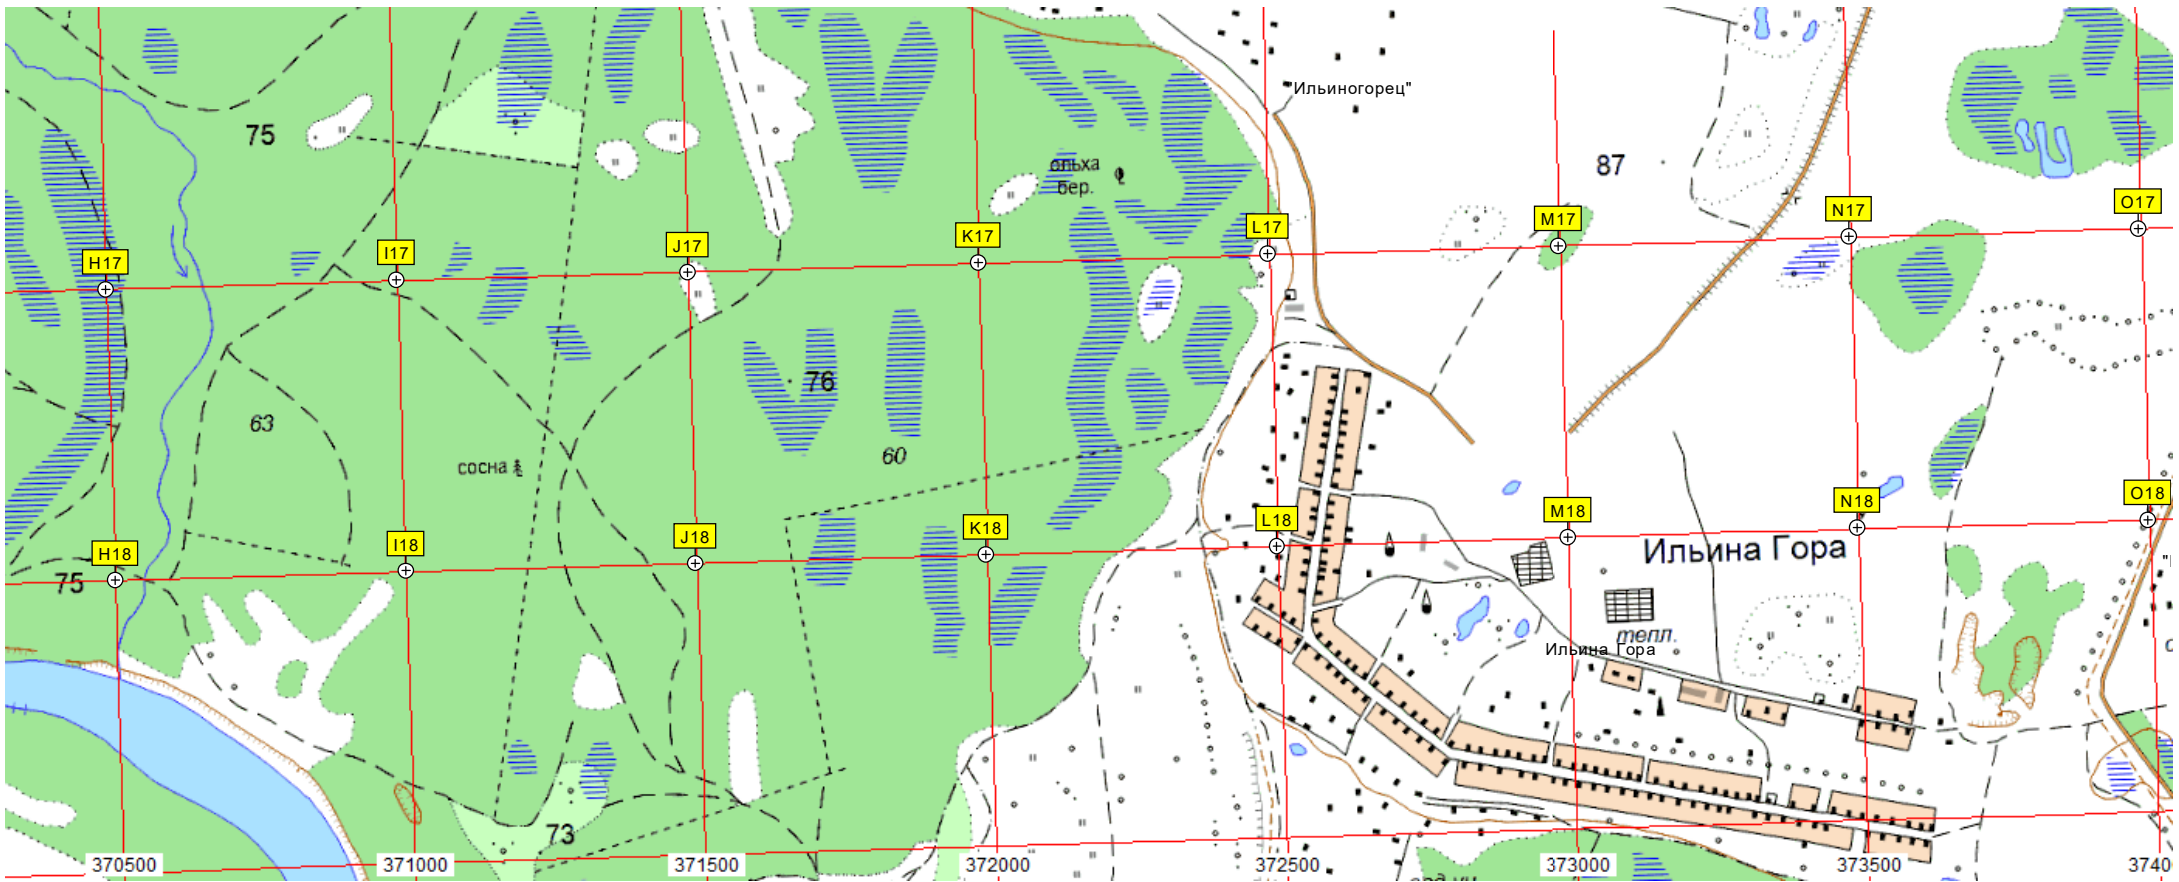 "Ильиногорец"
75
ольха
бер.
87
H17
I17
J17
K17
L17
M17
N17
O17
76
63
60
сосна
H18
I18
J18
K18
L18
M18
N18
O18
Ильина Гора
75
тепл.
Ильина Гора
73
370500
371000
371500
372000
372500
373000
373500
3740